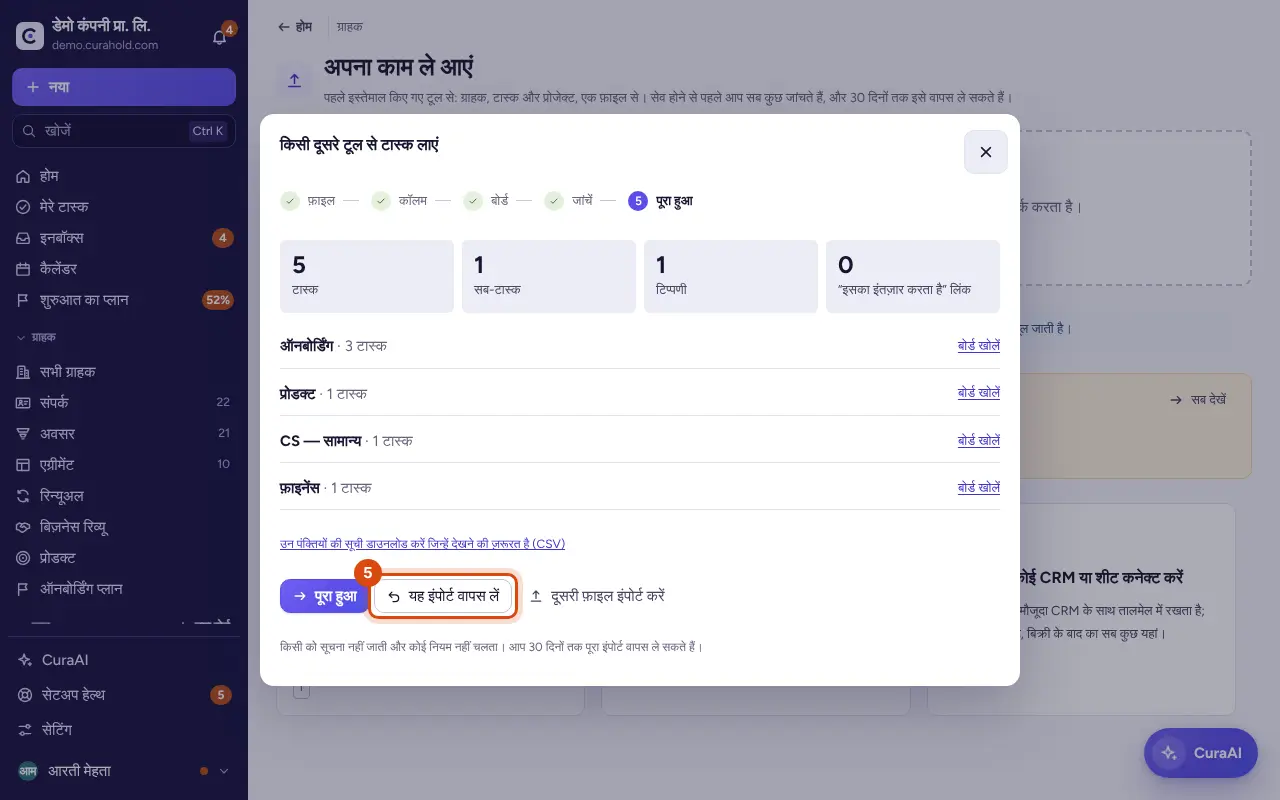 डेमो कंपनी प्रा. लि.
demo.curahold.com
4
नया
खोजें
Ctrl K
होम
मेरे टास्क
इनबॉक्स
4
कैलेंडर
शुरुआत का प्लान
52%
ग्राहक
सभी ग्राहक
संपर्क
22
अवसर
21
एग्रीमेंट
10
रिन्यूअल
बिज़नेस रिव्यू
प्रोडक्ट
ऑनबोर्डिंग प्लान
CuraAI
सेटअप हेल्थ
5
सेटिंग
आम
आरती मेहता
होम
ग्राहक
अपना काम ले आएं
पहले इस्तेमाल किए गए टूल से: ग्राहक, टास्क और प्रोजेक्ट, एक फ़ाइल से। सेव होने से पहले आप सब कुछ जांचते हैं, और 30 दिनों तक इसे वापस ले सकते हैं।
किसी दूसरे टूल से टास्क लाएं
फ़ाइल
कॉलम
बोर्ड
जांचें
5
पूरा हुआ
5
टास्क
1
सब-टास्क
1
टिप्पणी
0
“इसका इंतज़ार करता है” लिंक
ऑनबोर्डिंग · 3 टास्क
बोर्ड खोलें
प्रोडक्ट · 1 टास्क
बोर्ड खोलें
CS — सामान्य · 1 टास्क
बोर्ड खोलें
फ़ाइनेंस · 1 टास्क
बोर्ड खोलें
उन पंक्तियों की सूची डाउनलोड करें जिन्हें देखने की ज़रूरत है (CSV)
5
पूरा हुआ
यह इंपोर्ट वापस लें
दूसरी फ़ाइल इंपोर्ट करें
किसी को सूचना नहीं जाती और कोई नियम नहीं चलता। आप 30 दिनों तक पूरा इंपोर्ट वापस ले सकते हैं।
करता है।
जाती है।
सब देखें
कोई CRM या शीट कनेक्ट करें
मौजूदा CRM के साथ तालमेल में रखता है;
बिक्री के बाद का सब कुछ यहां।
CuraAI